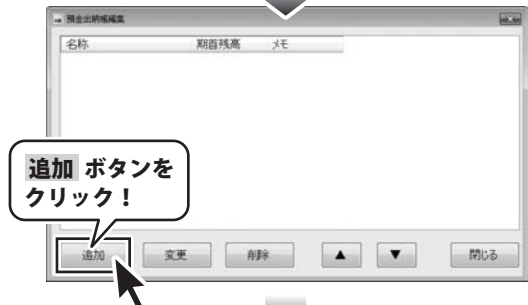 預金出納帳編集
名称 期首残高 メモ
追加 ボタンを
クリック！
追加 変更 削除 ▲ ▼ 閉じる